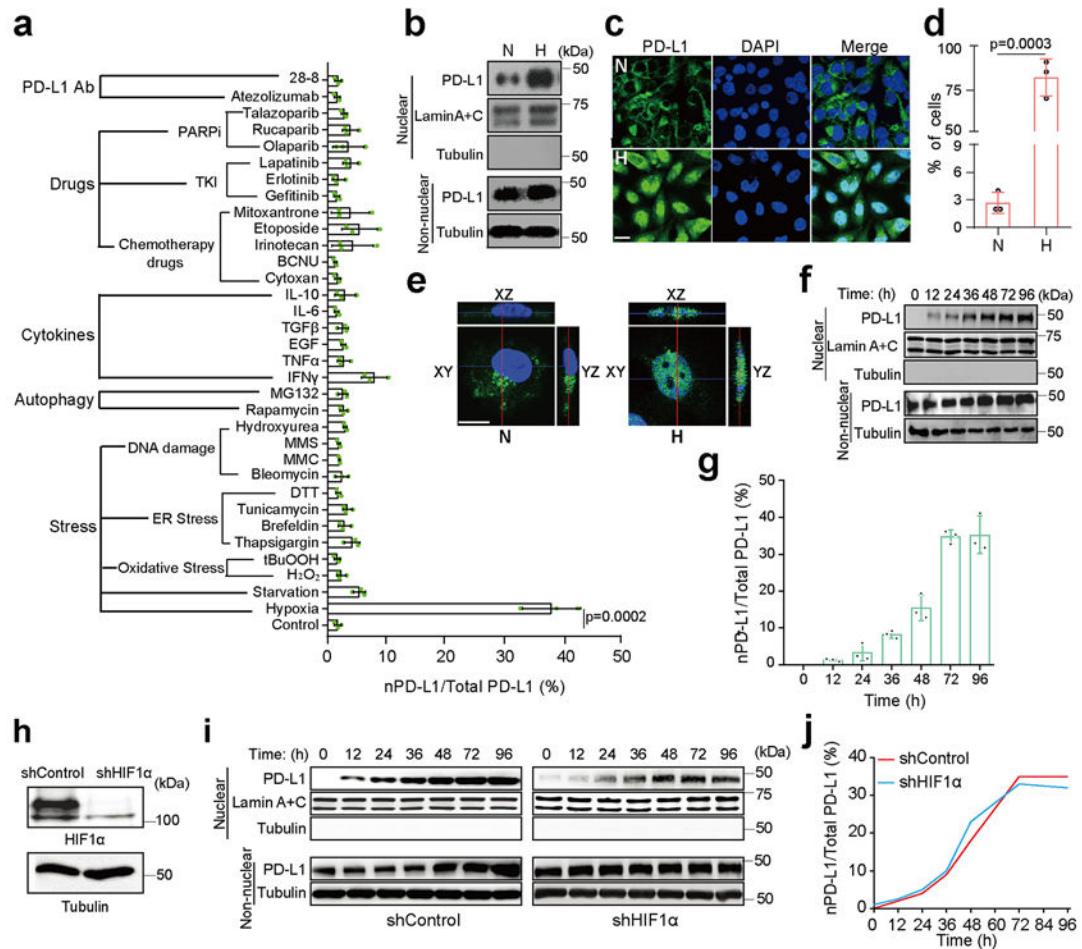 a
PD-L1 Ab
28-8
Atezolizumab
Drugs
PARPi
Talazoparib
Rucaparib
Olaparib
TKI
Lapatinib
Erlotinib
Gefitinib
Chemotherapy
drugs
Mitoxantrone
Etoposide
Irinotecan
BCNU
Cytoxan
Cytokines
IL-10
IL-6
TGFβ
EGF
TNFα
IFNγ
Autophagy
MG132
Rapamycin
Stress
DNA damage
Hydroxyurea
MMS
MMC
Bleomycin
ER Stress
DTT
Tunicamycin
Brefeldin
Thapsigargin
Oxidative Stress
tBuOOH
H₂O₂
Starvation
Hypoxia
Control
p=0.0002
0 10 20 30 40 50
nPD-L1/Total PD-L1 (%)
b
N H (kDa)
Nuclear
PD-L1
50
LaminA+C
75
Tubulin
50
Non-nuclear
PD-L1
50
Tubulin
50
c
PD-L1 DAPI Merge
N
H
d
p=0.0003
% of cells
100
75
50
6
3
0
N H
e
XZ XZ
XY YZ XY YZ
N H
f
Time: (h) 0 12 24 36 48 72 96 (kDa)
Nuclear
PD-L1 50
Lamin A+C 75
Tubulin 50
Non-nuclear
PD-L1 50
Tubulin 50
g
nPD-L1/Total PD-L1 (%)
50
40
30
20
10
0
0 12 24 36 48 72 96
Time (h)
h
shControl shHIF1α (kDa)
100
HIF1α
50
Tubulin
i
Time: (h) 0 12 24 36 48 72 96 0 12 24 36 48 72 96 (kDa)
Nuclear
PD-L1 50
Lamin A+C 75
Tubulin 50
Non-nuclear
PD-L1 50
Tubulin 50
shControl shHIF1α
j
shControl
shHIF1α
nPD-L1/Total PD-L1 (%)
40
30
20
10
0
0 12 24 36 48 60 72 84 96
Time (h)